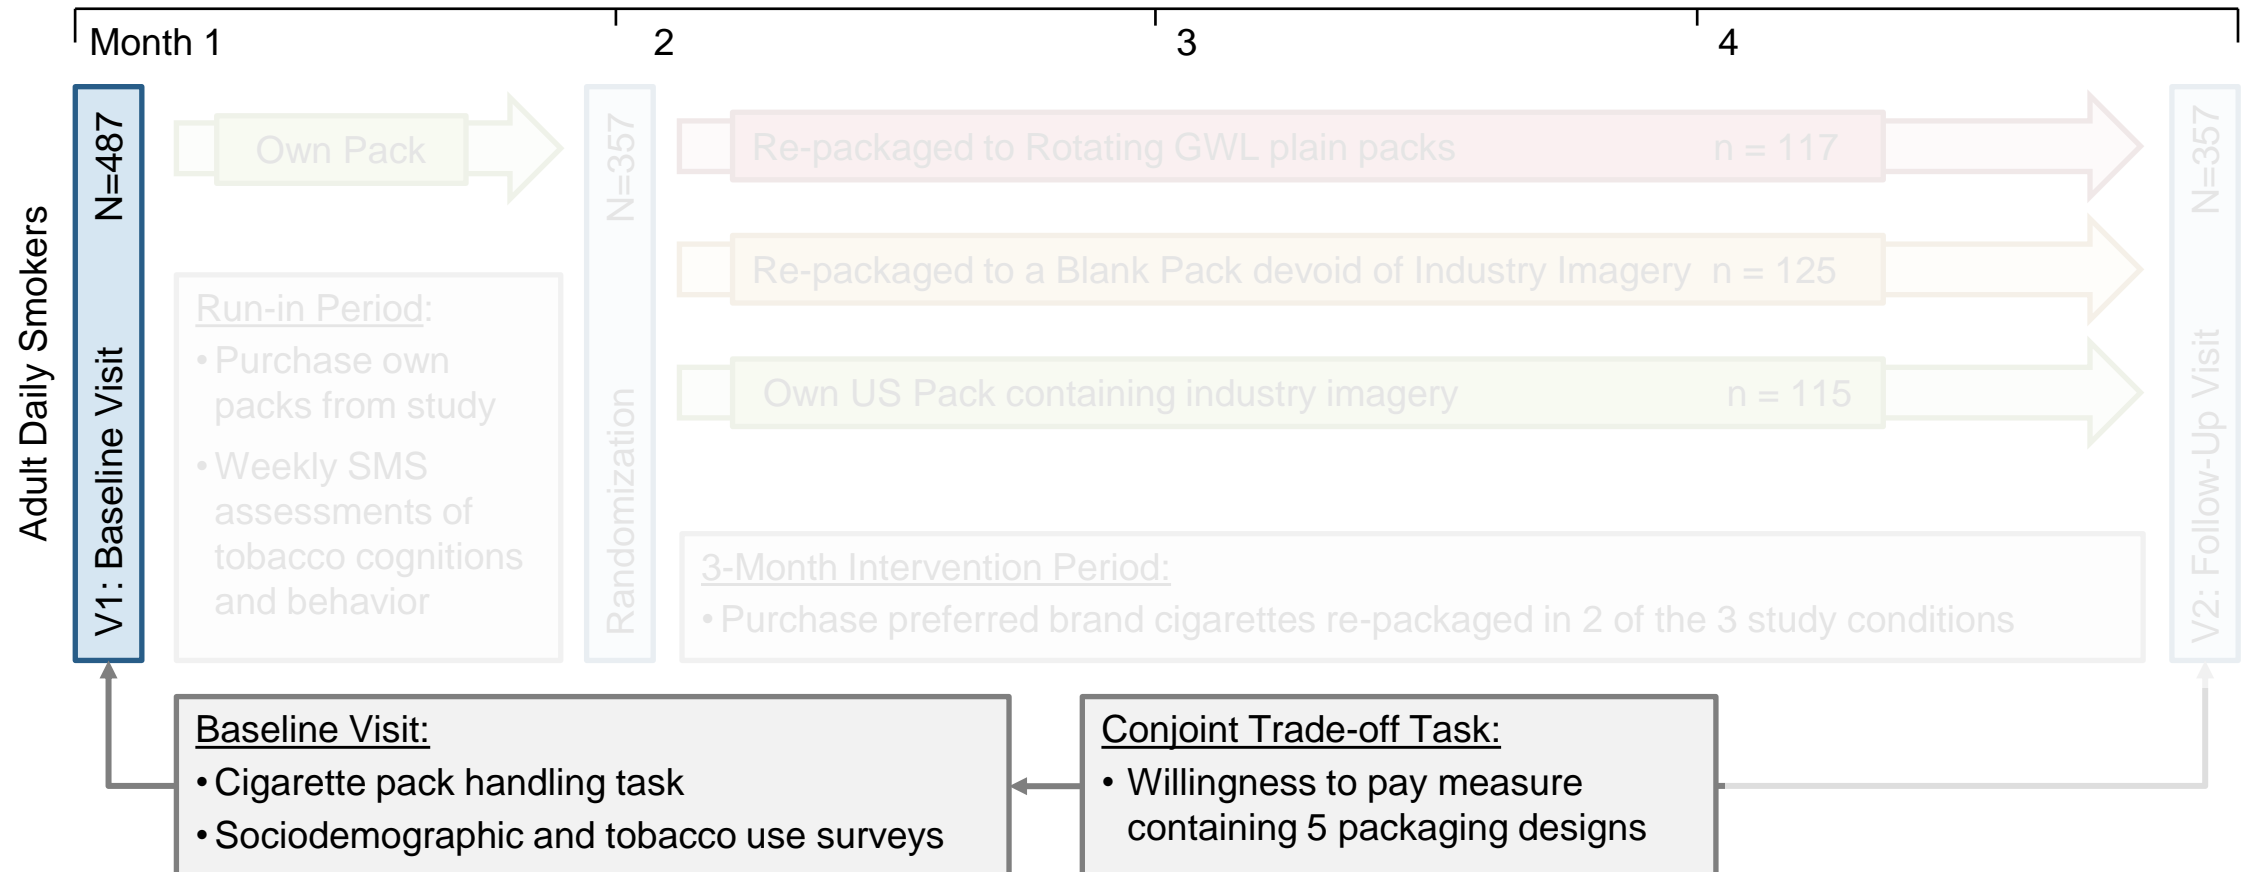 Month 1 2 3 4
Adult Daily Smokers
V1: Baseline Visit N=487
Own Pack
Run-in Period:
• Purchase own
packs from study
• Weekly SMS
assessments of
tobacco cognitions
and behavior
Randomization N=357
Re-packaged to Rotating GWL plain packs n = 117
Re-packaged to a Blank Pack devoid of Industry Imagery n = 125
Own US Pack containing industry imagery n = 115
3-Month Intervention Period:
• Purchase preferred brand cigarettes re-packaged in 2 of the 3 study conditions
V2: Follow-Up Visit N=357
Baseline Visit:
• Cigarette pack handling task
• Sociodemographic and tobacco use surveys
Conjoint Trade-off Task:
• Willingness to pay measure
containing 5 packaging designs